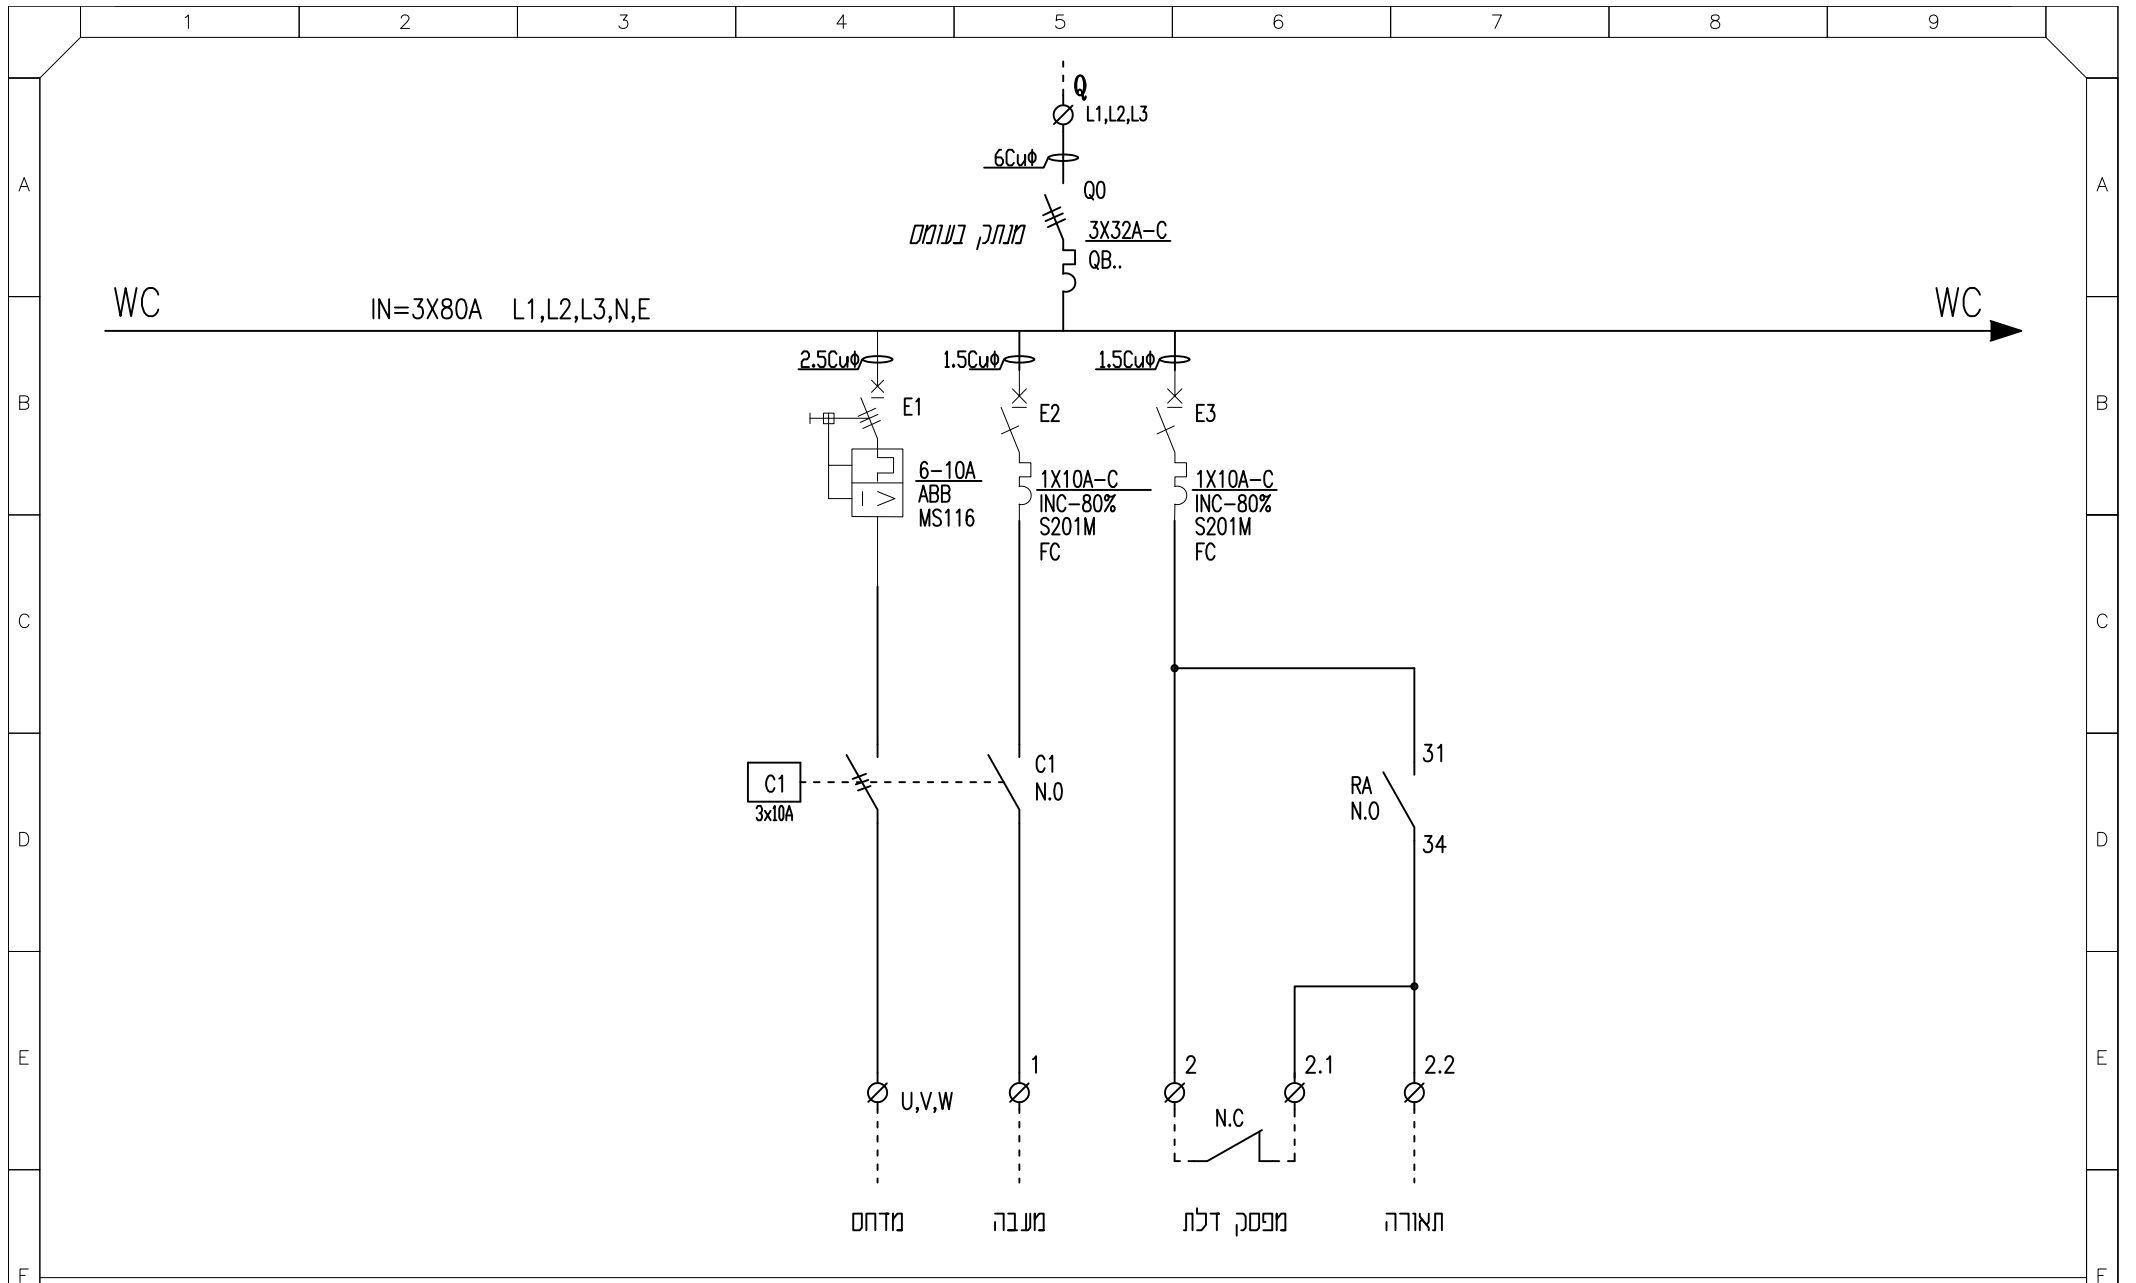 1 2 3 4 5 6 7 8 9
Q
L1,L2,L3
6CuΦ
A A
Q0
מנתק בעומס
3X32A-C
QB..
WC IN=3X80A L1,L2,L3,N,E WC
2.5CuΦ 1.5CuΦ 1.5CuΦ
B B
E1 E2 E3
6-10A
ABB
MS116
1X10A-C
INC-80%
S201M
FC
1X10A-C
INC-80%
S201M
FC
C C
C1
3x10A
C1
N.O
31
RA
N.O
34
D D
E E
U,V,W
1
2
2.1
2.2
N.C
מדחס
מעבה
מפסק דלת
תאורה
F F